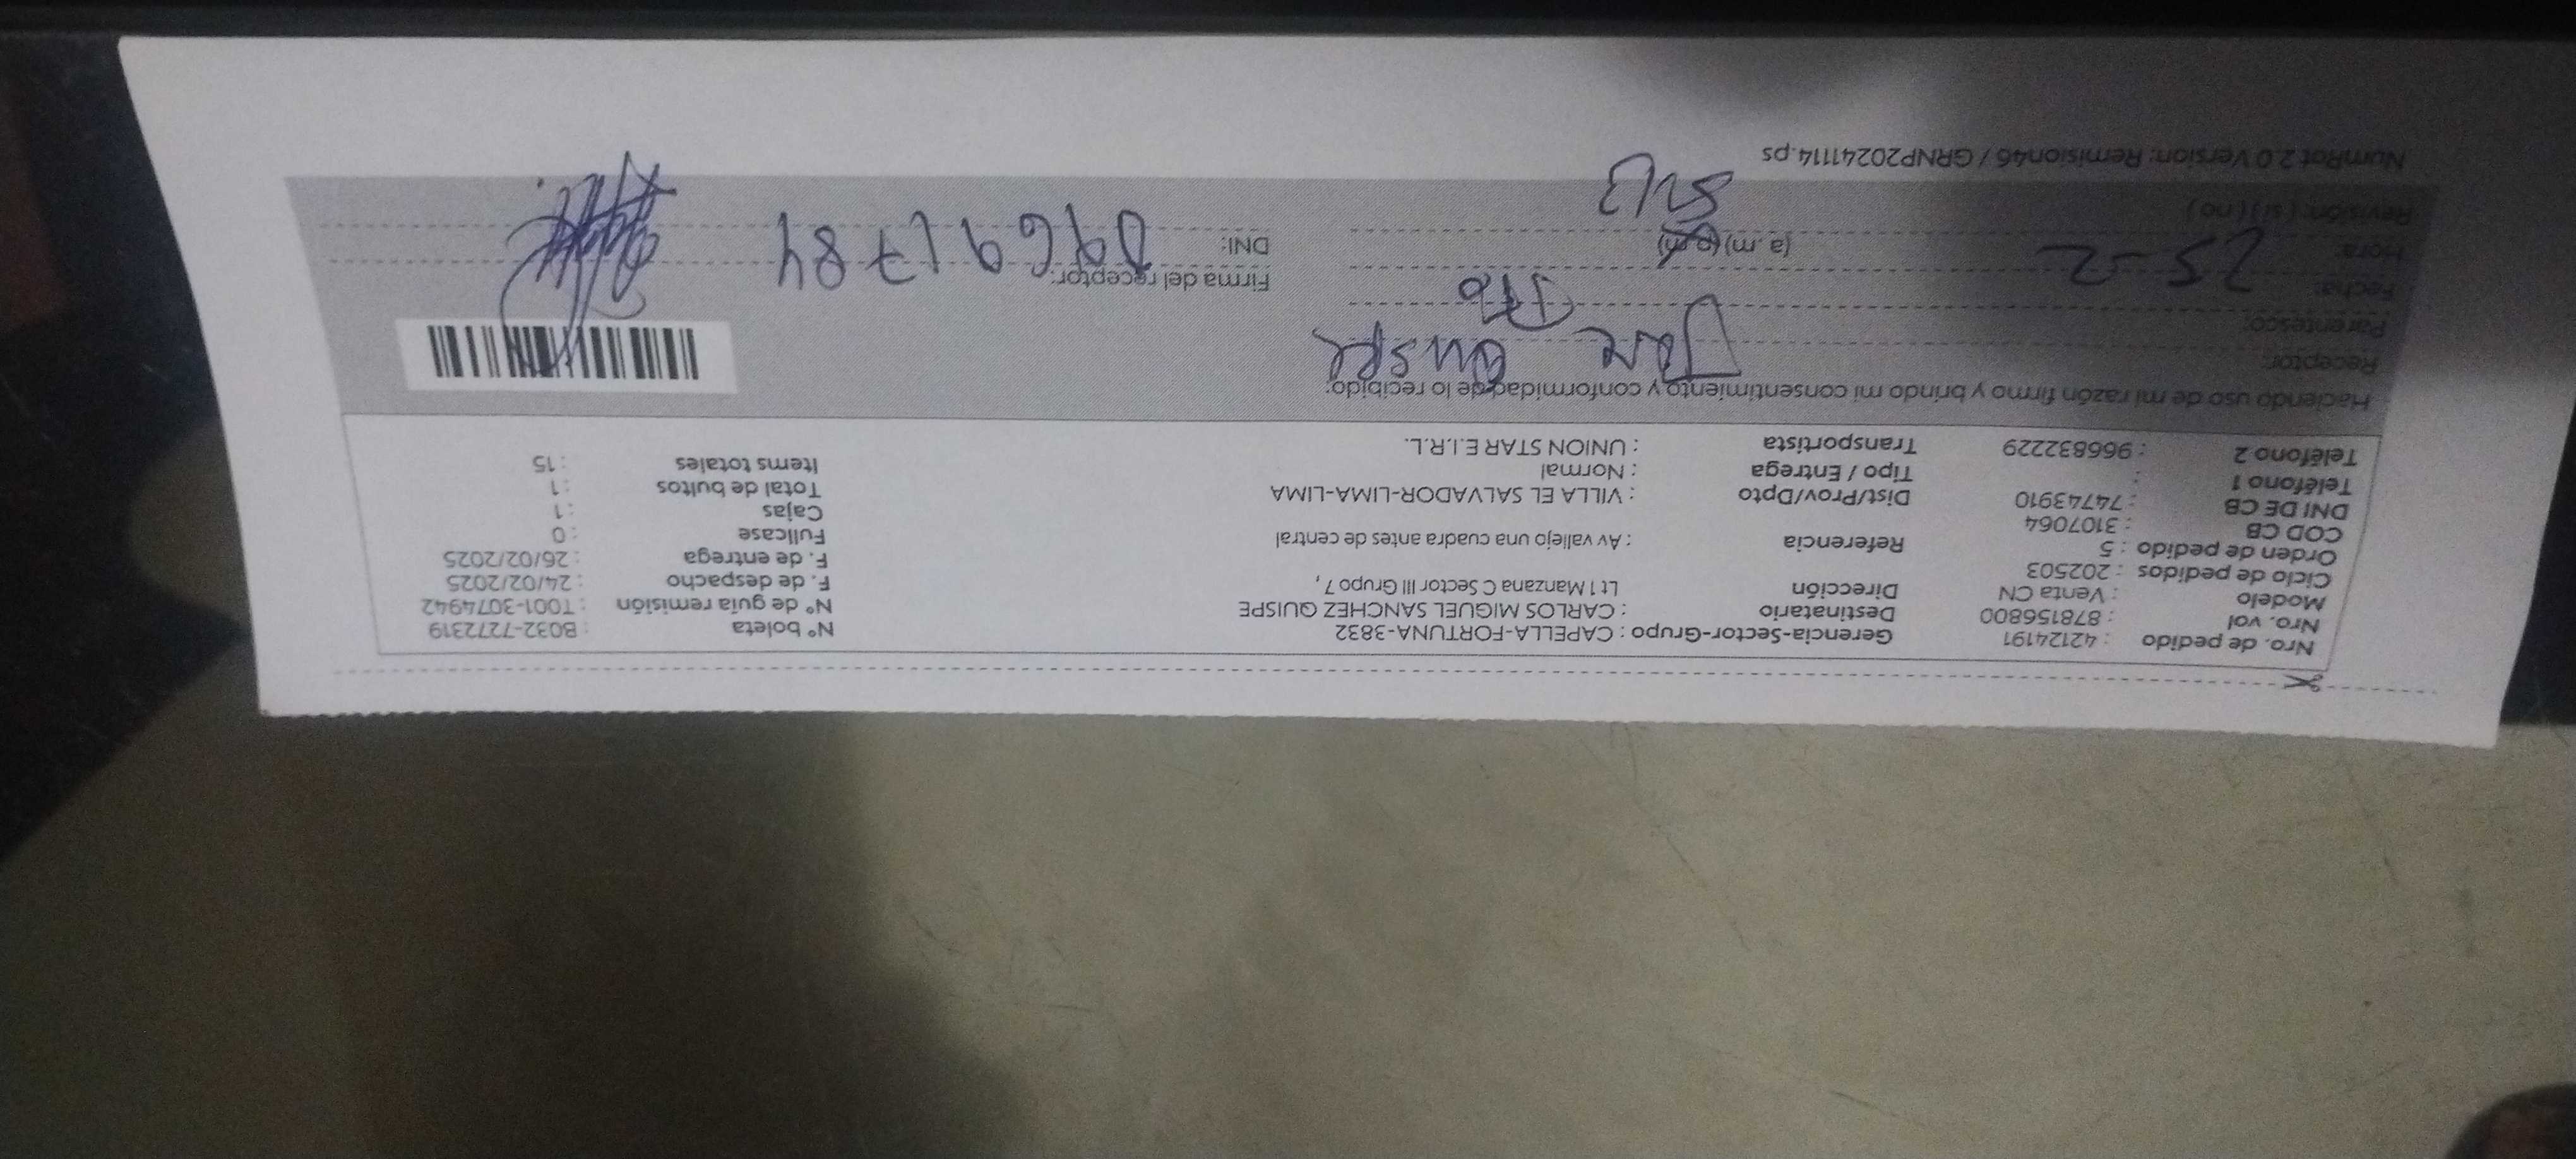 Nro. de pedido : 42124191
Nro. vol : 878156800
Modelo : Venta CN
Ciclo de pedidos : 202503
Orden de pedido : 5
COD CB : 3107064
DNI DE CB : 74743910
Teléfono 1 :
Teléfono 2 : 966832229
Gerencia-Sector-Grupo : CAPELLA-FORTUNA-3832
Destinatario : CARLOS MIGUEL SANCHEZ QUISPE
Dirección Lt 1 Manzana C Sector III Grupo 7 ,
Referencia : Av vallejo una cuadra antes de central
Dist/Prov/Dpto : VILLA EL SALVADOR-LIMA-LIMA
Tipo / Entrega : Normal
Transportista : UNION STAR E.I.R.L.
N° boleta : B032-7272319
N° de guía remisión : T001-3074942
F. de despacho : 24/02/2025
F. de entrega : 26/02/2025
Fullcase : 0
Cajas : 1
Total de bultos : 1
Items totales : 15
Haciendo uso de mi razón firmo y brindo mi consentimiento y conformidad de lo recibido:
Receptor:
Parentesco:
Fecha: 25-2
Hora: (a. m) (p.m)
Revisión: ( si ) ( no )
Firma del receptor:
DNI: 09691784
NumRot 2.0 Version: Remision46 / GRNP20241114.ps